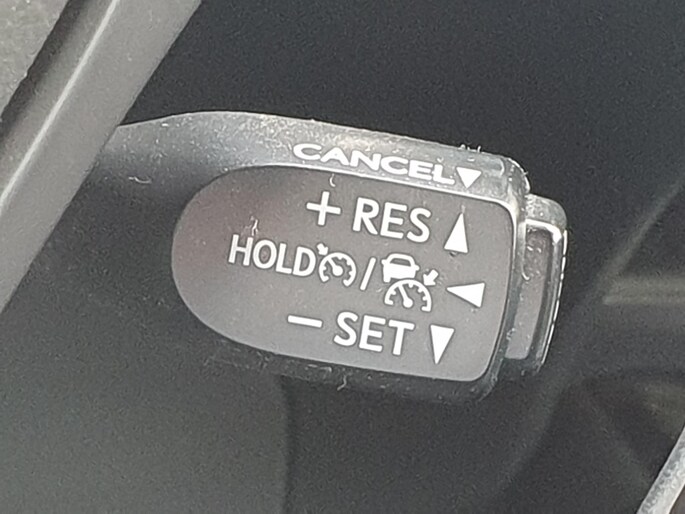 CANCEL▼
+ RES ▲
HOLD / ◀
− SET ▼